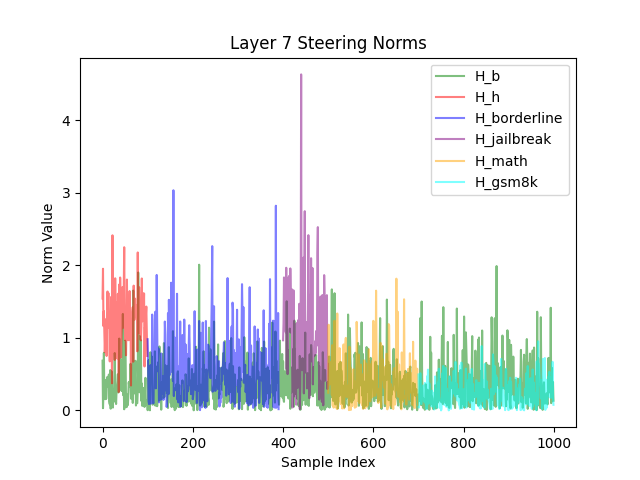 Layer 7 Steering Norms
Norm Value
4
3
2
1
0
0 200 400 600 800 1000
Sample Index
H_b
H_h
H_borderline
H_jailbreak
H_math
H_gsm8k